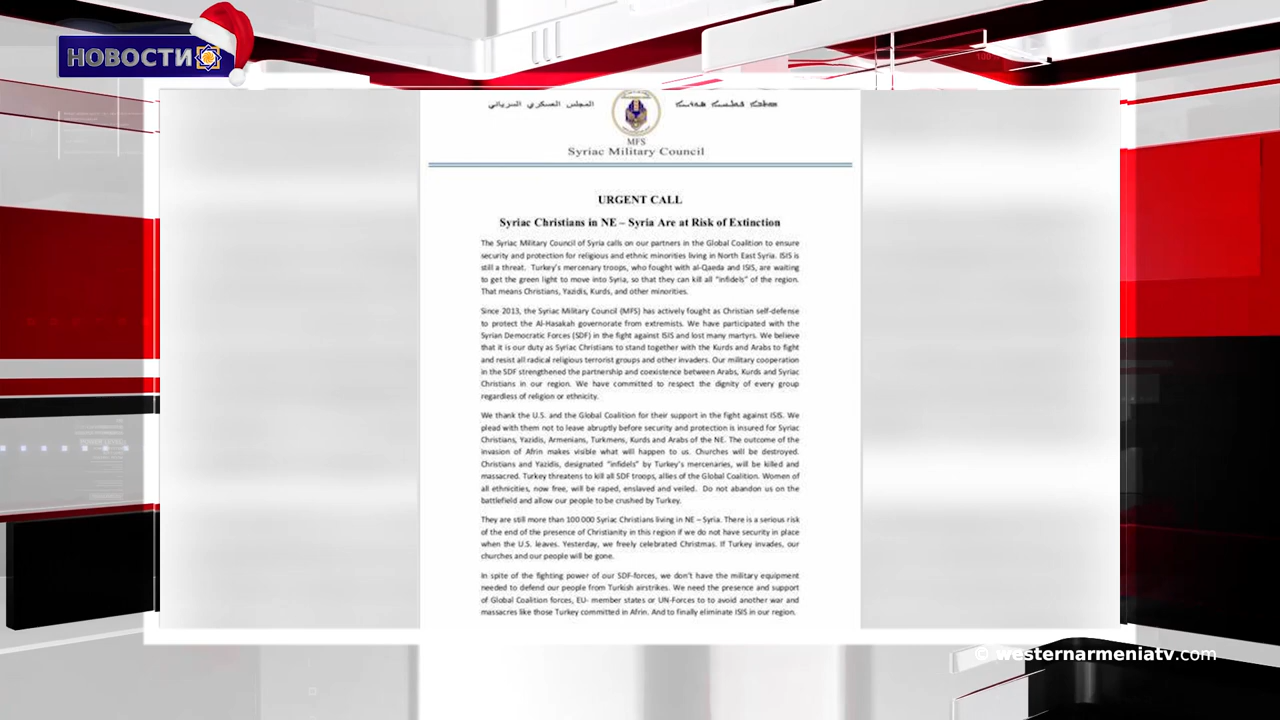 НОВОСТИ
المجلس العسكري السرياني
MFS
Syriac Military Council
URGENT CALL
Syriac Christians in NE – Syria Are at Risk of Extinction
The Syriac Military Council of Syria calls on our partners in the Global Coalition to ensure
security and protection for religious and ethnic minorities living in North East Syria. ISIS is
still a threat. Turkey's mercenary troops, who fought with al-Qaeda and ISIS, are waiting
to get the green light to move into Syria, so that they can kill all "infidels" of the region.
That means Christians, Yazidis, Kurds, and other minorities.
Since 2013, the Syriac Military Council (MFS) has actively fought as Christian self-defense
to protect the Al-Hasakah governorate from extremists. We have participated with the
Syrian Democratic Forces (SDF) in the fight against ISIS and lost many martyrs. We believe
that it is our duty as Syriac Christians to stand together with the Kurds and Arabs to fight
and resist all radical religious terrorist groups and other invaders. Our military cooperation
in the SDF strengthened the partnership and coexistence between Arabs, Kurds and Syriac
Christians in our region. We have committed to respect the dignity of every group
regardless of religion or ethnicity.
We thank the U.S. and the Global Coalition for their support in the fight against ISIS. We
plead with them not to leave abruptly before security and protection is insured for Syriac
Christians, Yazidis, Armenians, Turkmens, Kurds and Arabs of the NE. The outcome of the
invasion of Afrin makes visible what will happen to us. Churches will be destroyed.
Christians and Yazidis, designated "infidels" by Turkey's mercenaries, will be killed and
massacred. Turkey threatens to kill all SDF troops, allies of the Global Coalition. Women of
all ethnicities, now free, will be raped, enslaved and veiled. Do not abandon us on the
battlefield and allow our people to be crushed by Turkey.
They are still more than 100 000 Syriac Christians living in NE – Syria. There is a serious risk
of the end of the presence of Christianity in this region if we do not have security in place
when the U.S. leaves. Yesterday, we freely celebrated Christmas. If Turkey invades, our
churches and our people will be gone.
In spite of the fighting power of our SDF-forces, we don't have the military equipment
needed to defend our people from Turkish airstrikes. We need the presence and support
of Global Coalition forces, EU- member states or UN-Forces to to avoid another war and
massacres like those Turkey committed in Afrin. And to finally eliminate ISIS in our region.
© westernarmeniatv.com